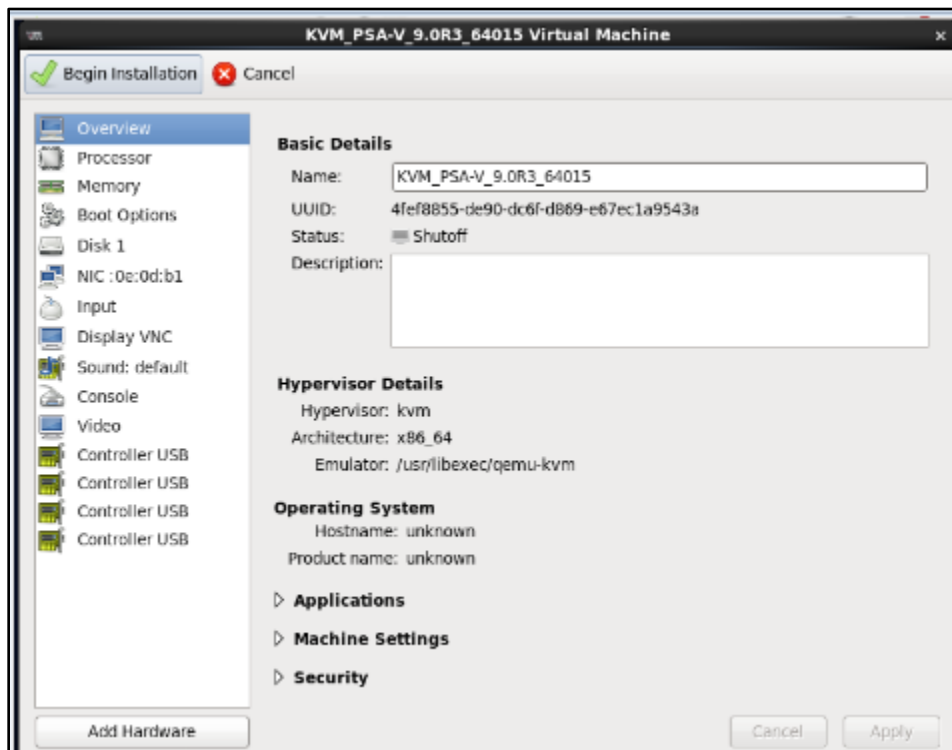 KVM_PSA-V_9.0R3_64015 Virtual Machine
Begin Installation Cancel
Overview
Processor
Memory
Boot Options
Disk 1
NIC :0e:0d:b1
Input
Display VNC
Sound: default
Console
Video
Controller USB
Controller USB
Controller USB
Controller USB
Add Hardware
Basic Details
Name: KVM_PSA-V_9.0R3_64015
UUID: 4fef8855-de90-dc6f-d869-e67ec1a9543a
Status: Shutoff
Description:
Hypervisor Details
Hypervisor: kvm
Architecture: x86_64
Emulator: /usr/libexec/qemu-kvm
Operating System
Hostname: unknown
Product name: unknown
Applications
Machine Settings
Security
Cancel Apply